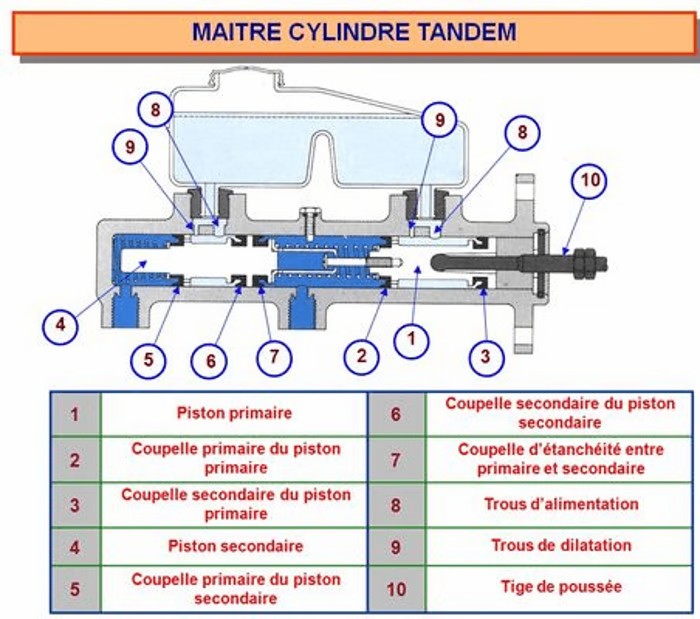 MAITRE CYLINDRE TANDEM
8
9
9
8
10
4
5
6
7
2
1
3
1 Piston primaire
6 Coupelle secondaire du piston
secondaire
2 Coupelle primaire du piston
primaire
7 Coupelle d'étanchéité entre
primaire et secondaire
3 Coupelle secondaire du piston
primaire
8 Trous d'alimentation
4 Piston secondaire
9 Trous de dilatation
5 Coupelle primaire du piston
secondaire
10 Tige de poussée